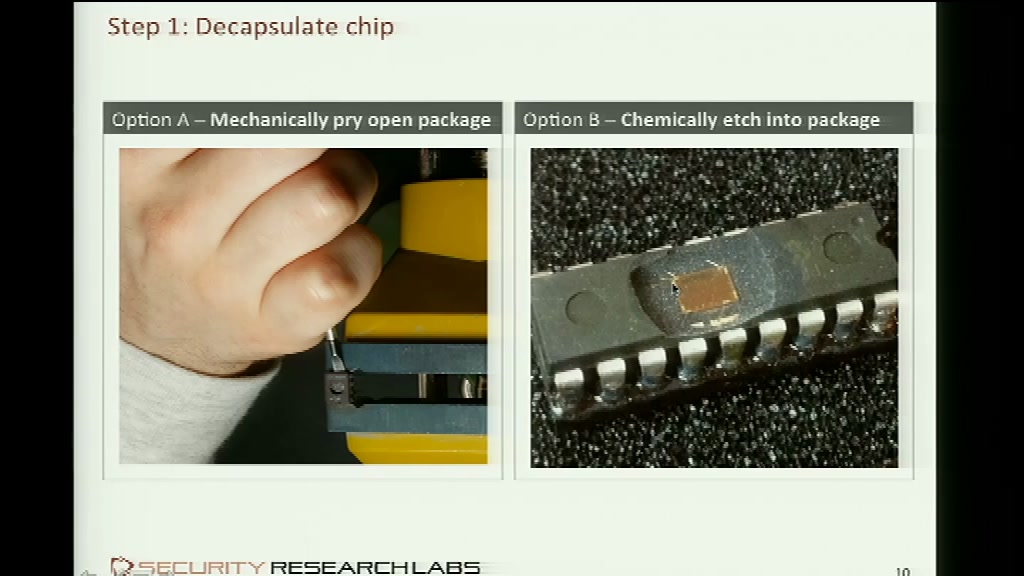 Step 1: Decapsulate chip
Option A – Mechanically pry open package
Option B – Chemically etch into package
SECURITY RESEARCH LABS
10